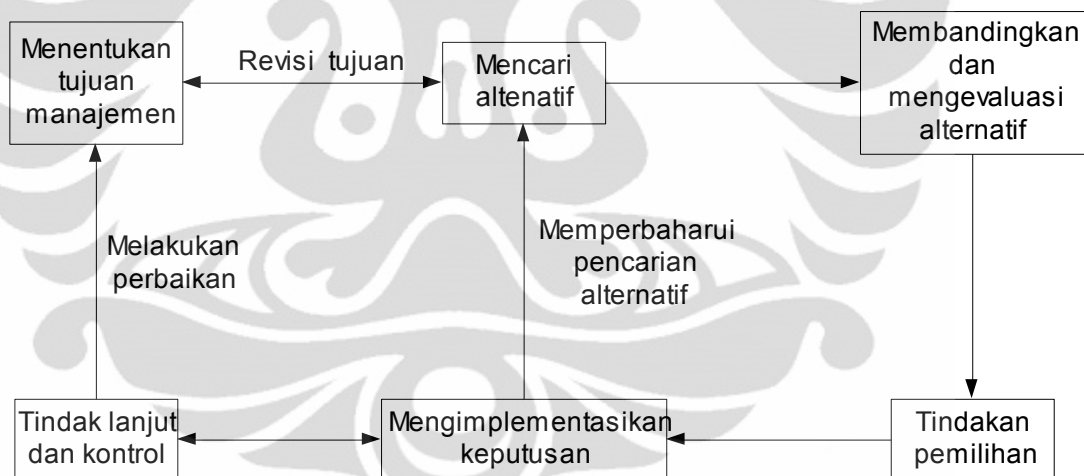 Menentukan
tujuan
manajemen
Revisi tujuan
Mencari
altenatif
Membandingkan
dan
mengevaluasi
alternatif
Melakukan
perbaikan
Memperbaharui
pencarian
alternatif
Tindak lanjut
dan kontrol
Mengimplementasikan
keputusan
Tindakan
pemilihan